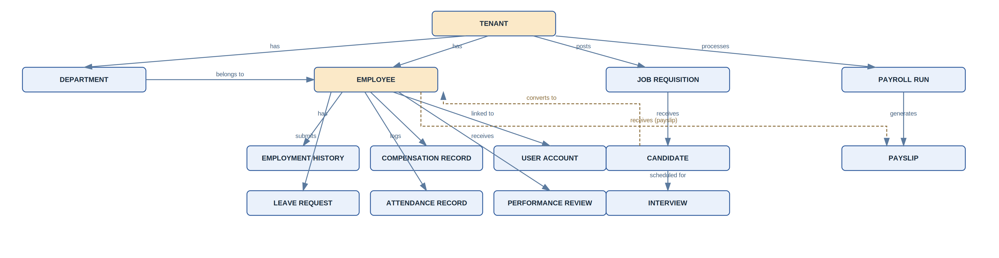 TENANT
has
has
posts
processes
DEPARTMENT
belongs to
EMPLOYEE
JOB REQUISITION
PAYROLL RUN
converts to
has
linked to
receives
generates
receives (payslip)
submits
logs
receives
EMPLOYMENT HISTORY
COMPENSATION RECORD
USER ACCOUNT
CANDIDATE
PAYSLIP
scheduled for
LEAVE REQUEST
ATTENDANCE RECORD
PERFORMANCE REVIEW
INTERVIEW